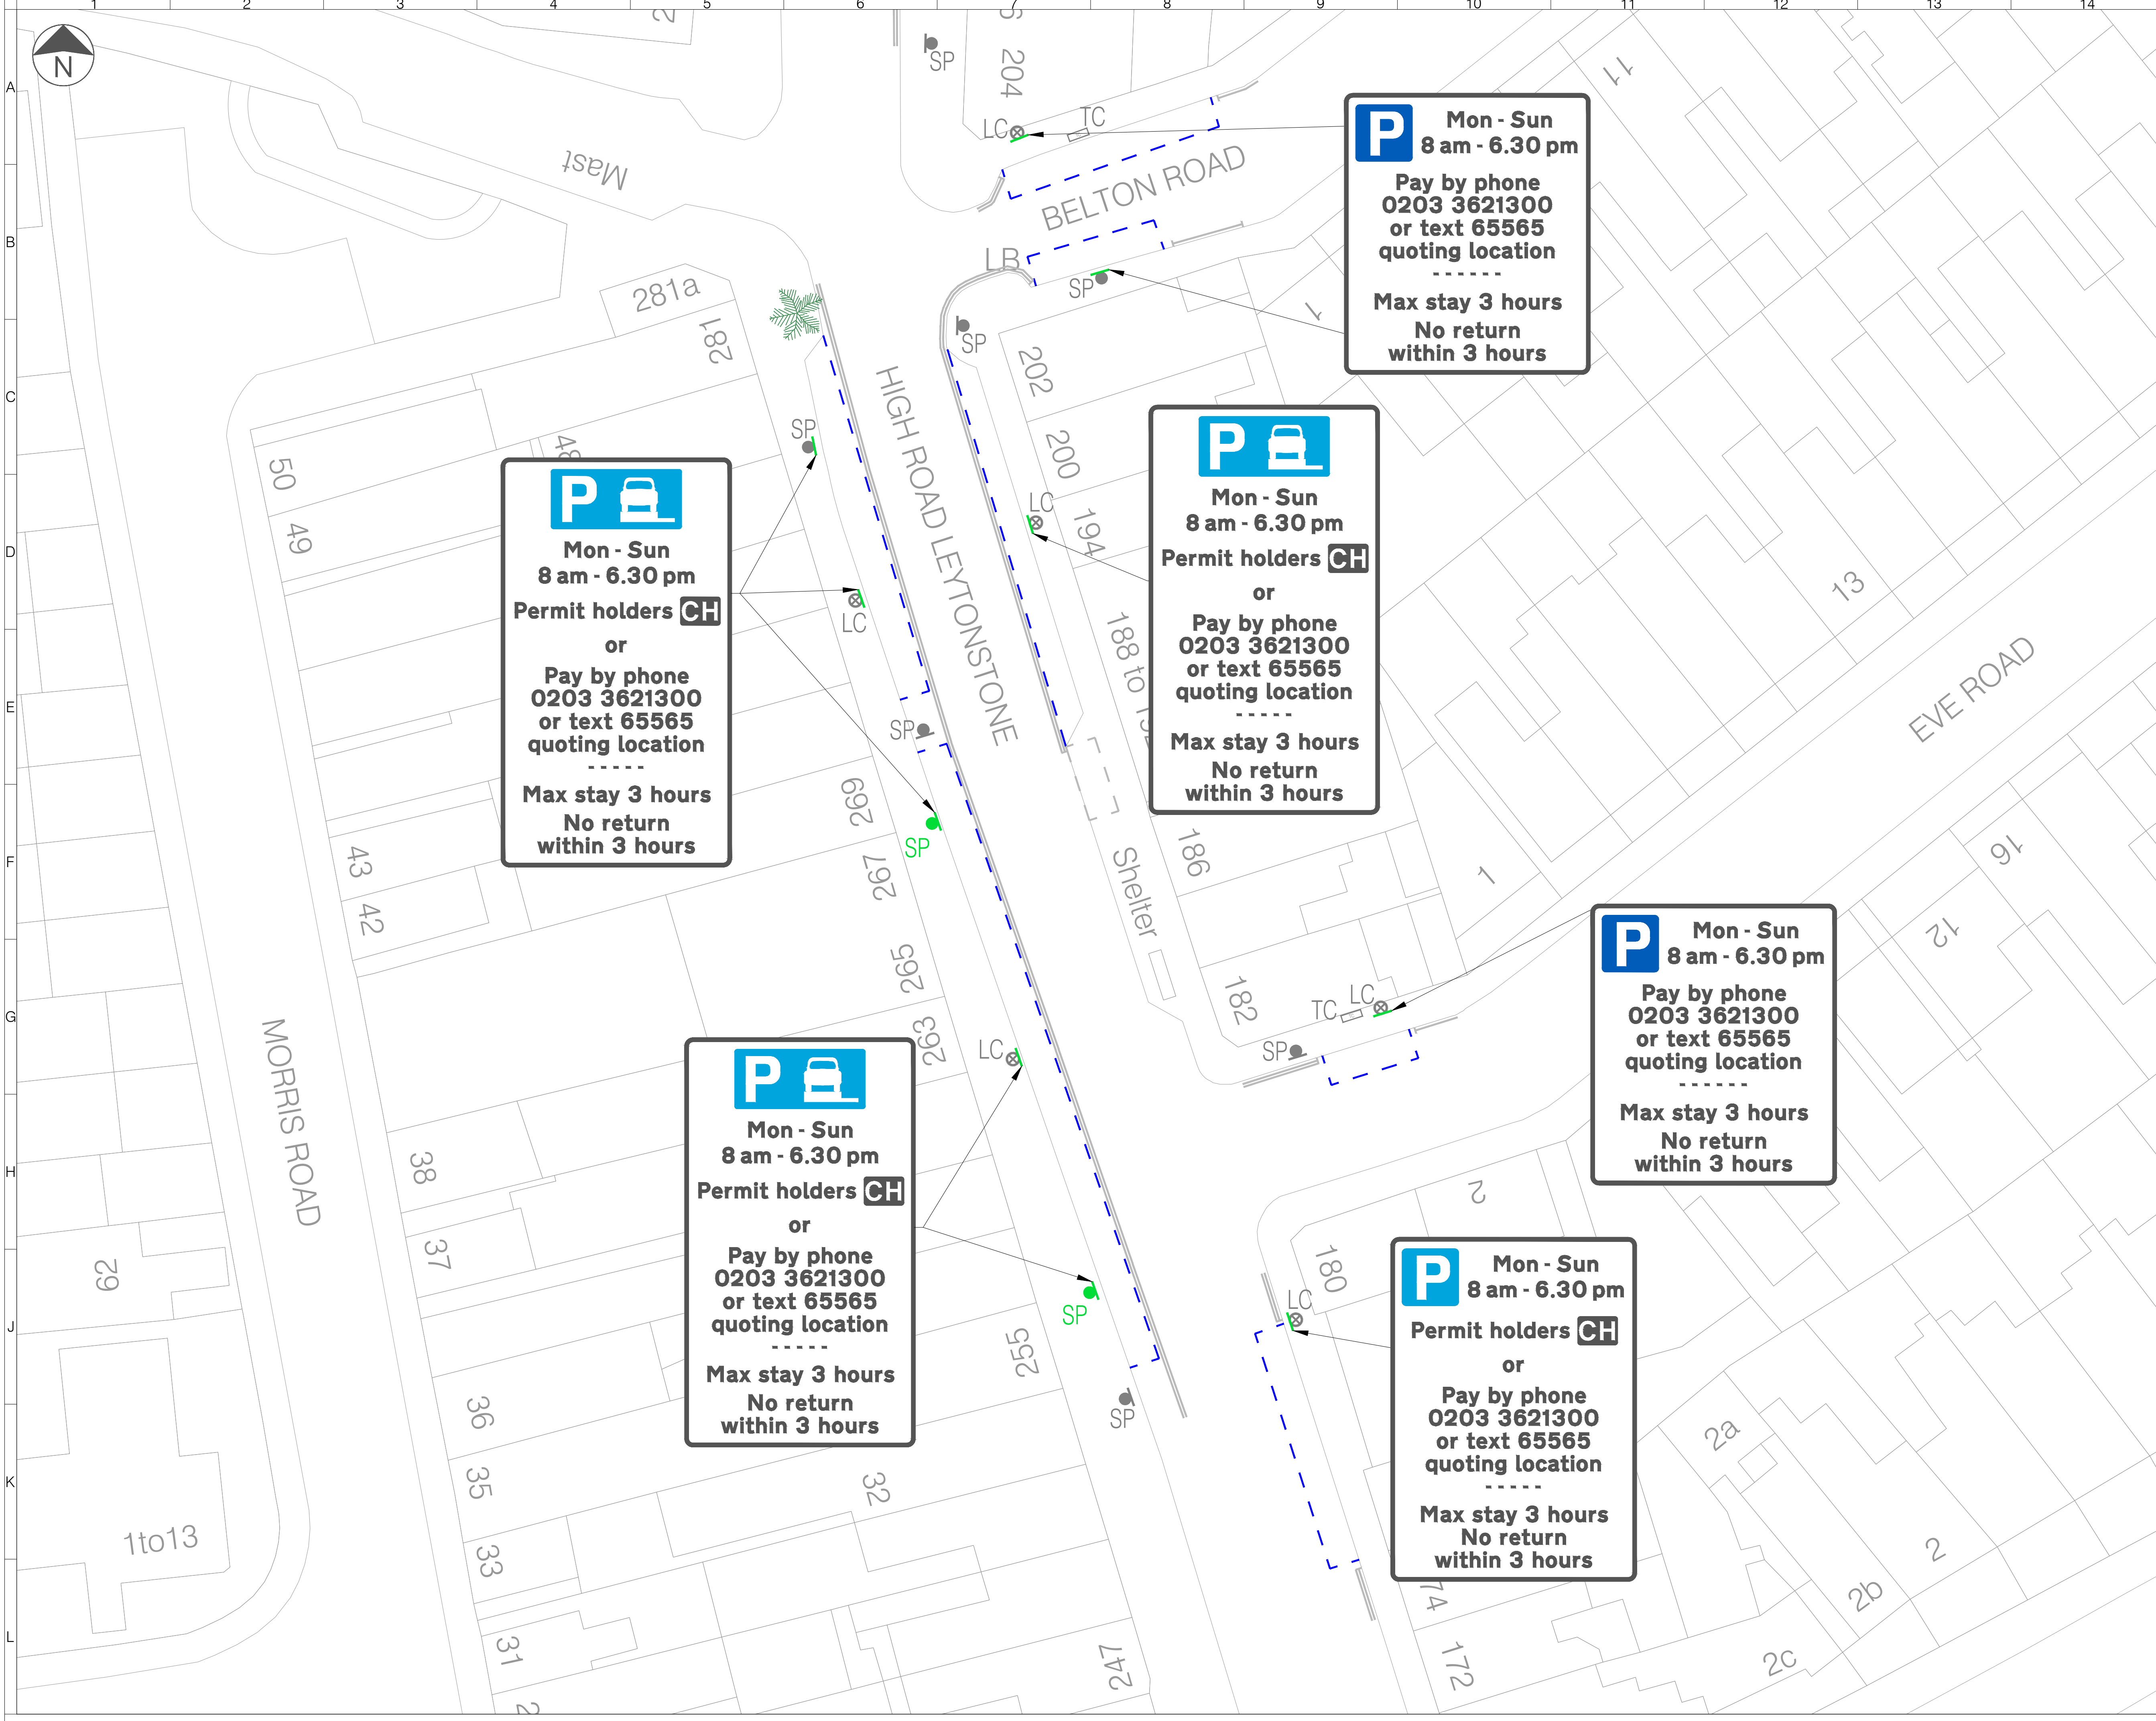 1 2 3 4 5 6 7 8 9 10 11 12 13 14
A
B
C
D
E
F
G
H
J
K
L
N
Mast
SP
204
LC
TC
11
BELTON ROAD
LB
SP
SP
1
P Mon - Sun
8 am - 6.30 pm
Pay by phone
0203 3621300
or text 65565
quoting location
- - - - - -
Max stay 3 hours
No return
within 3 hours
281a
281
202
200
194
188 to
186
182
180
172
HIGH ROAD LEYTONSTONE
SP
LC
SP
LC
P
Mon - Sun
8 am - 6.30 pm
Permit holders CH
or
Pay by phone
0203 3621300
or text 65565
quoting location
- - - - -
Max stay 3 hours
No return
within 3 hours
50
49
43
42
P
Mon - Sun
8 am - 6.30 pm
Permit holders CH
or
Pay by phone
0203 3621300
or text 65565
quoting location
- - - - -
Max stay 3 hours
No return
within 3 hours
13
EVE ROAD
16
12
1
269
267
265
263
255
247
SP
Shelter
TC
LC
SP
P Mon - Sun
8 am - 6.30 pm
Pay by phone
0203 3621300
or text 65565
quoting location
- - - - - -
Max stay 3 hours
No return
within 3 hours
MORRIS ROAD
LC
P
Mon - Sun
8 am - 6.30 pm
Permit holders CH
or
Pay by phone
0203 3621300
or text 65565
quoting location
- - - - -
Max stay 3 hours
No return
within 3 hours
SP
SP
2
LC
P Mon - Sun
8 am - 6.30 pm
Permit holders CH
or
Pay by phone
0203 3621300
or text 65565
quoting location
- - - - -
Max stay 3 hours
No return
within 3 hours
38
37
36
35
33
32
31
62
1to13
2a
2
2b
2c